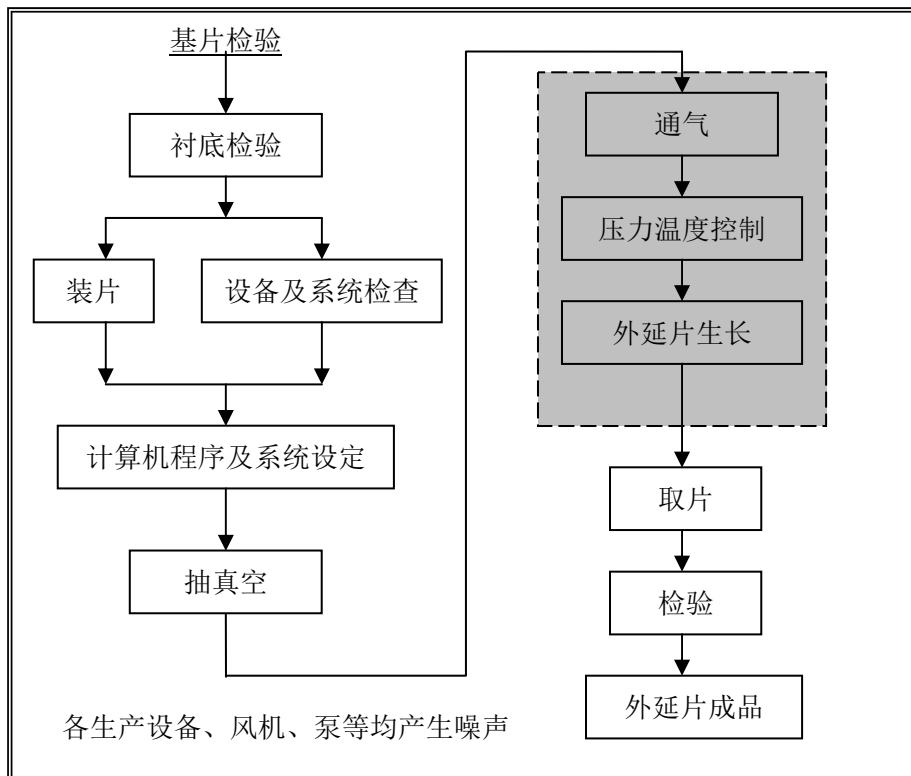 基片检验
衬底检验
装片
设备及系统检查
计算机程序及系统设定
抽真空
通气
压力温度控制
外延片生长
取片
检验
外延片成品
各生产设备、风机、泵等均产生噪声